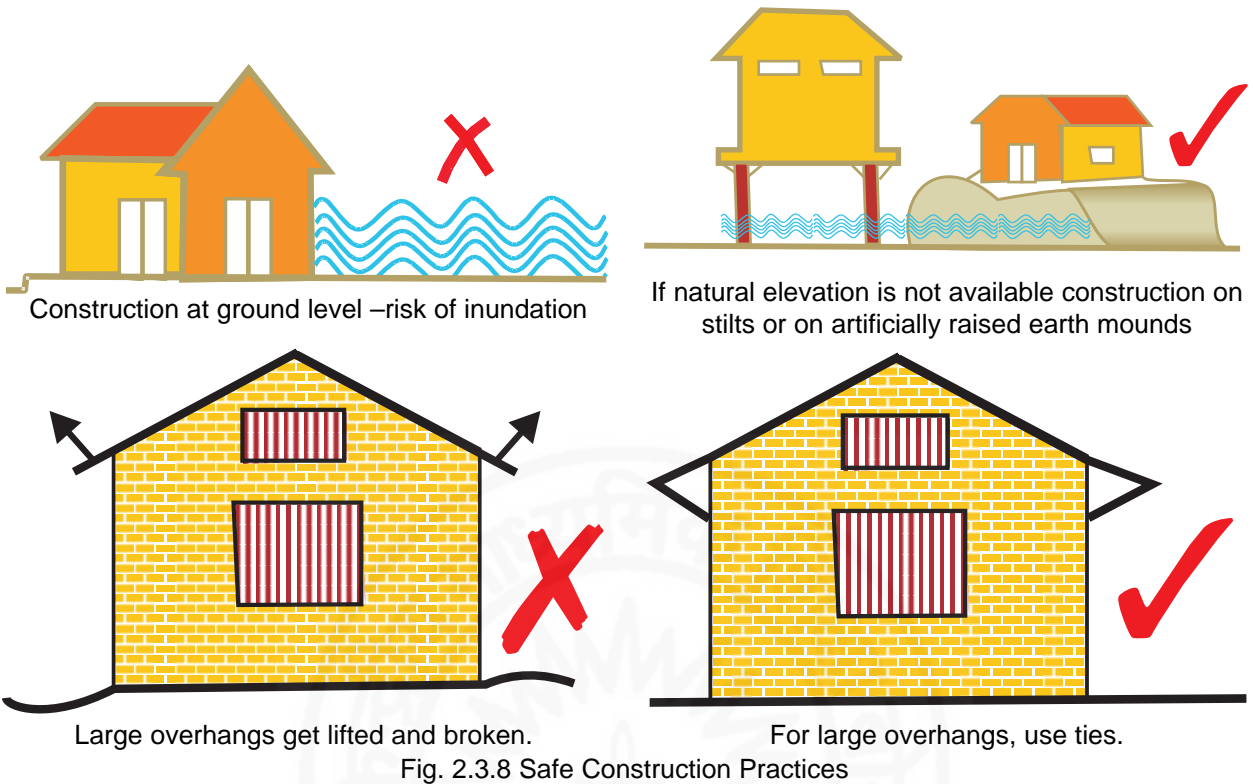 Construction at ground level –risk of inundation
If natural elevation is not available construction on
stilts or on artificially raised earth mounds
Large overhangs get lifted and broken.
For large overhangs, use ties.
Fig. 2.3.8 Safe Construction Practices